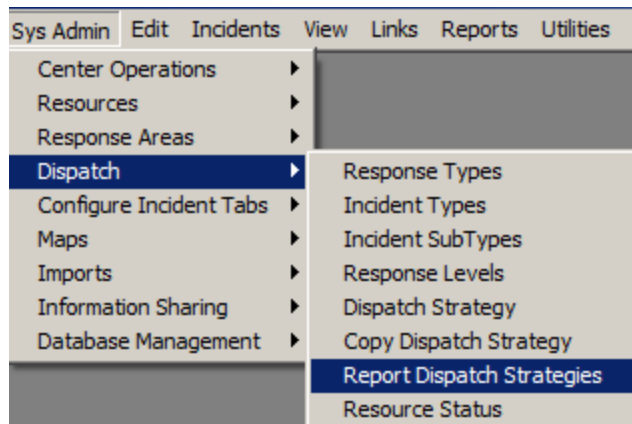 Sys Admin Edit Incidents View Links Reports Utilities
Center Operations
Resources
Response Areas
Dispatch
Configure Incident Tabs
Maps
Imports
Information Sharing
Database Management
Response Types
Incident Types
Incident SubTypes
Response Levels
Dispatch Strategy
Copy Dispatch Strategy
Report Dispatch Strategies
Resource Status